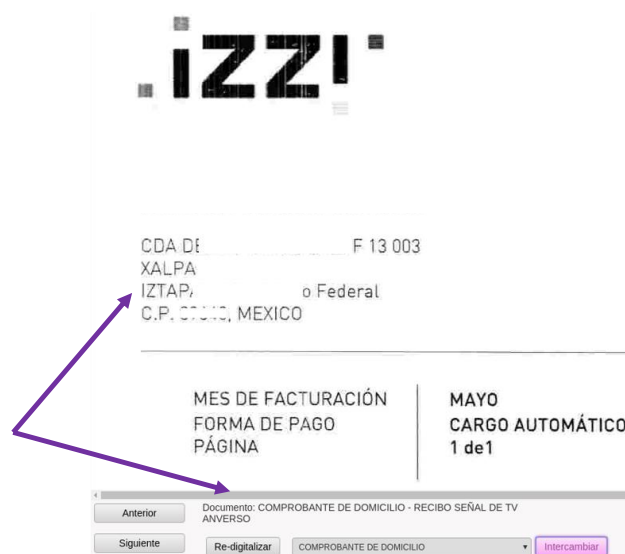 izzi
CDA DE F 13 003
XALPA
IZTAPA o Federal
C.P. MEXICO
MES DE FACTURACIÓN MAYO
FORMA DE PAGO CARGO AUTOMÁTICO
PÁGINA 1 de1
Anterior Documento: COMPROBANTE DE DOMICILIO - RECIBO SEÑAL DE TV
ANVERSO
Siguiente Re-digitalizar COMPROBANTE DE DOMICILIO Intercambiar